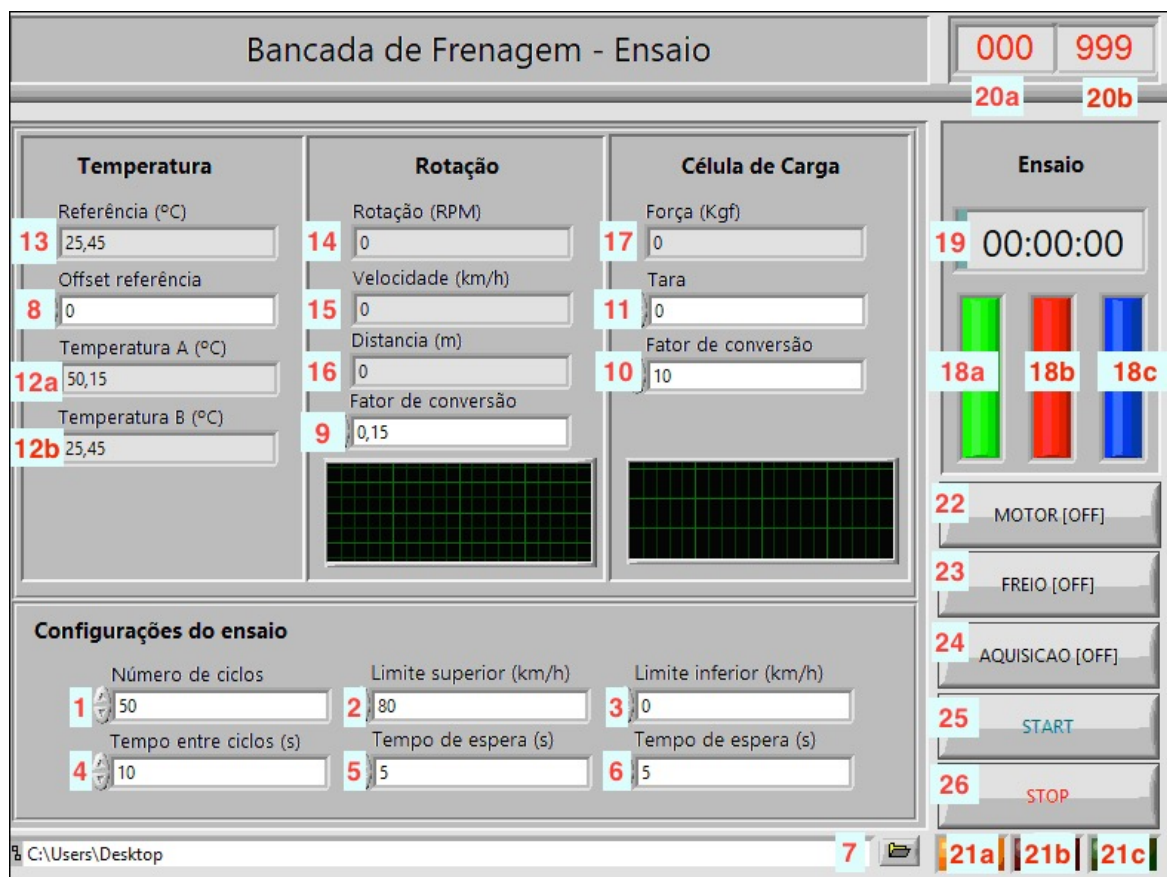 Bancada de Frenagem - Ensaio
000 999
20a 20b
Temperatura
Referência (ºC)
13 25,45
Offset referência
8 0
Temperatura A (ºC)
12a 50,15
Temperatura B (ºC)
12b 25,45
Rotação
Rotação (RPM)
14 0
Velocidade (km/h)
15 0
Distancia (m)
16 0
Fator de conversão
9 0,15
Célula de Carga
Força (Kgf)
17 0
Tara
11 0
Fator de conversão
10 10
Ensaio
19 00:00:00
18a 18b 18c
22 MOTOR [OFF]
23 FREIO [OFF]
24 AQUISICAO [OFF]
25 START
26 STOP
Configurações do ensaio
Número de ciclos
1 50
Limite superior (km/h)
2 80
Limite inferior (km/h)
3 0
Tempo entre ciclos (s)
4 10
Tempo de espera (s)
5 5
Tempo de espera (s)
6 5
C:\Users\Desktop 7
21a 21b 21c